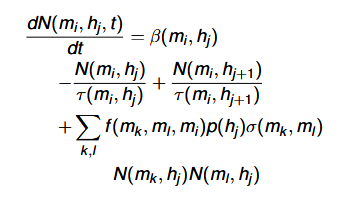 dN(m_i, h_j, t)/dt = β(m_i, h_j)
− N(m_i, h_j)/τ(m_i, h_j) + N(m_i, h_{j+1})/τ(m_i, h_{j+1})
+ ∑_{k,l} f(m_k, m_l, m_i)p(h_j)σ(m_k, m_l)
N(m_k, h_j)N(m_l, h_j)